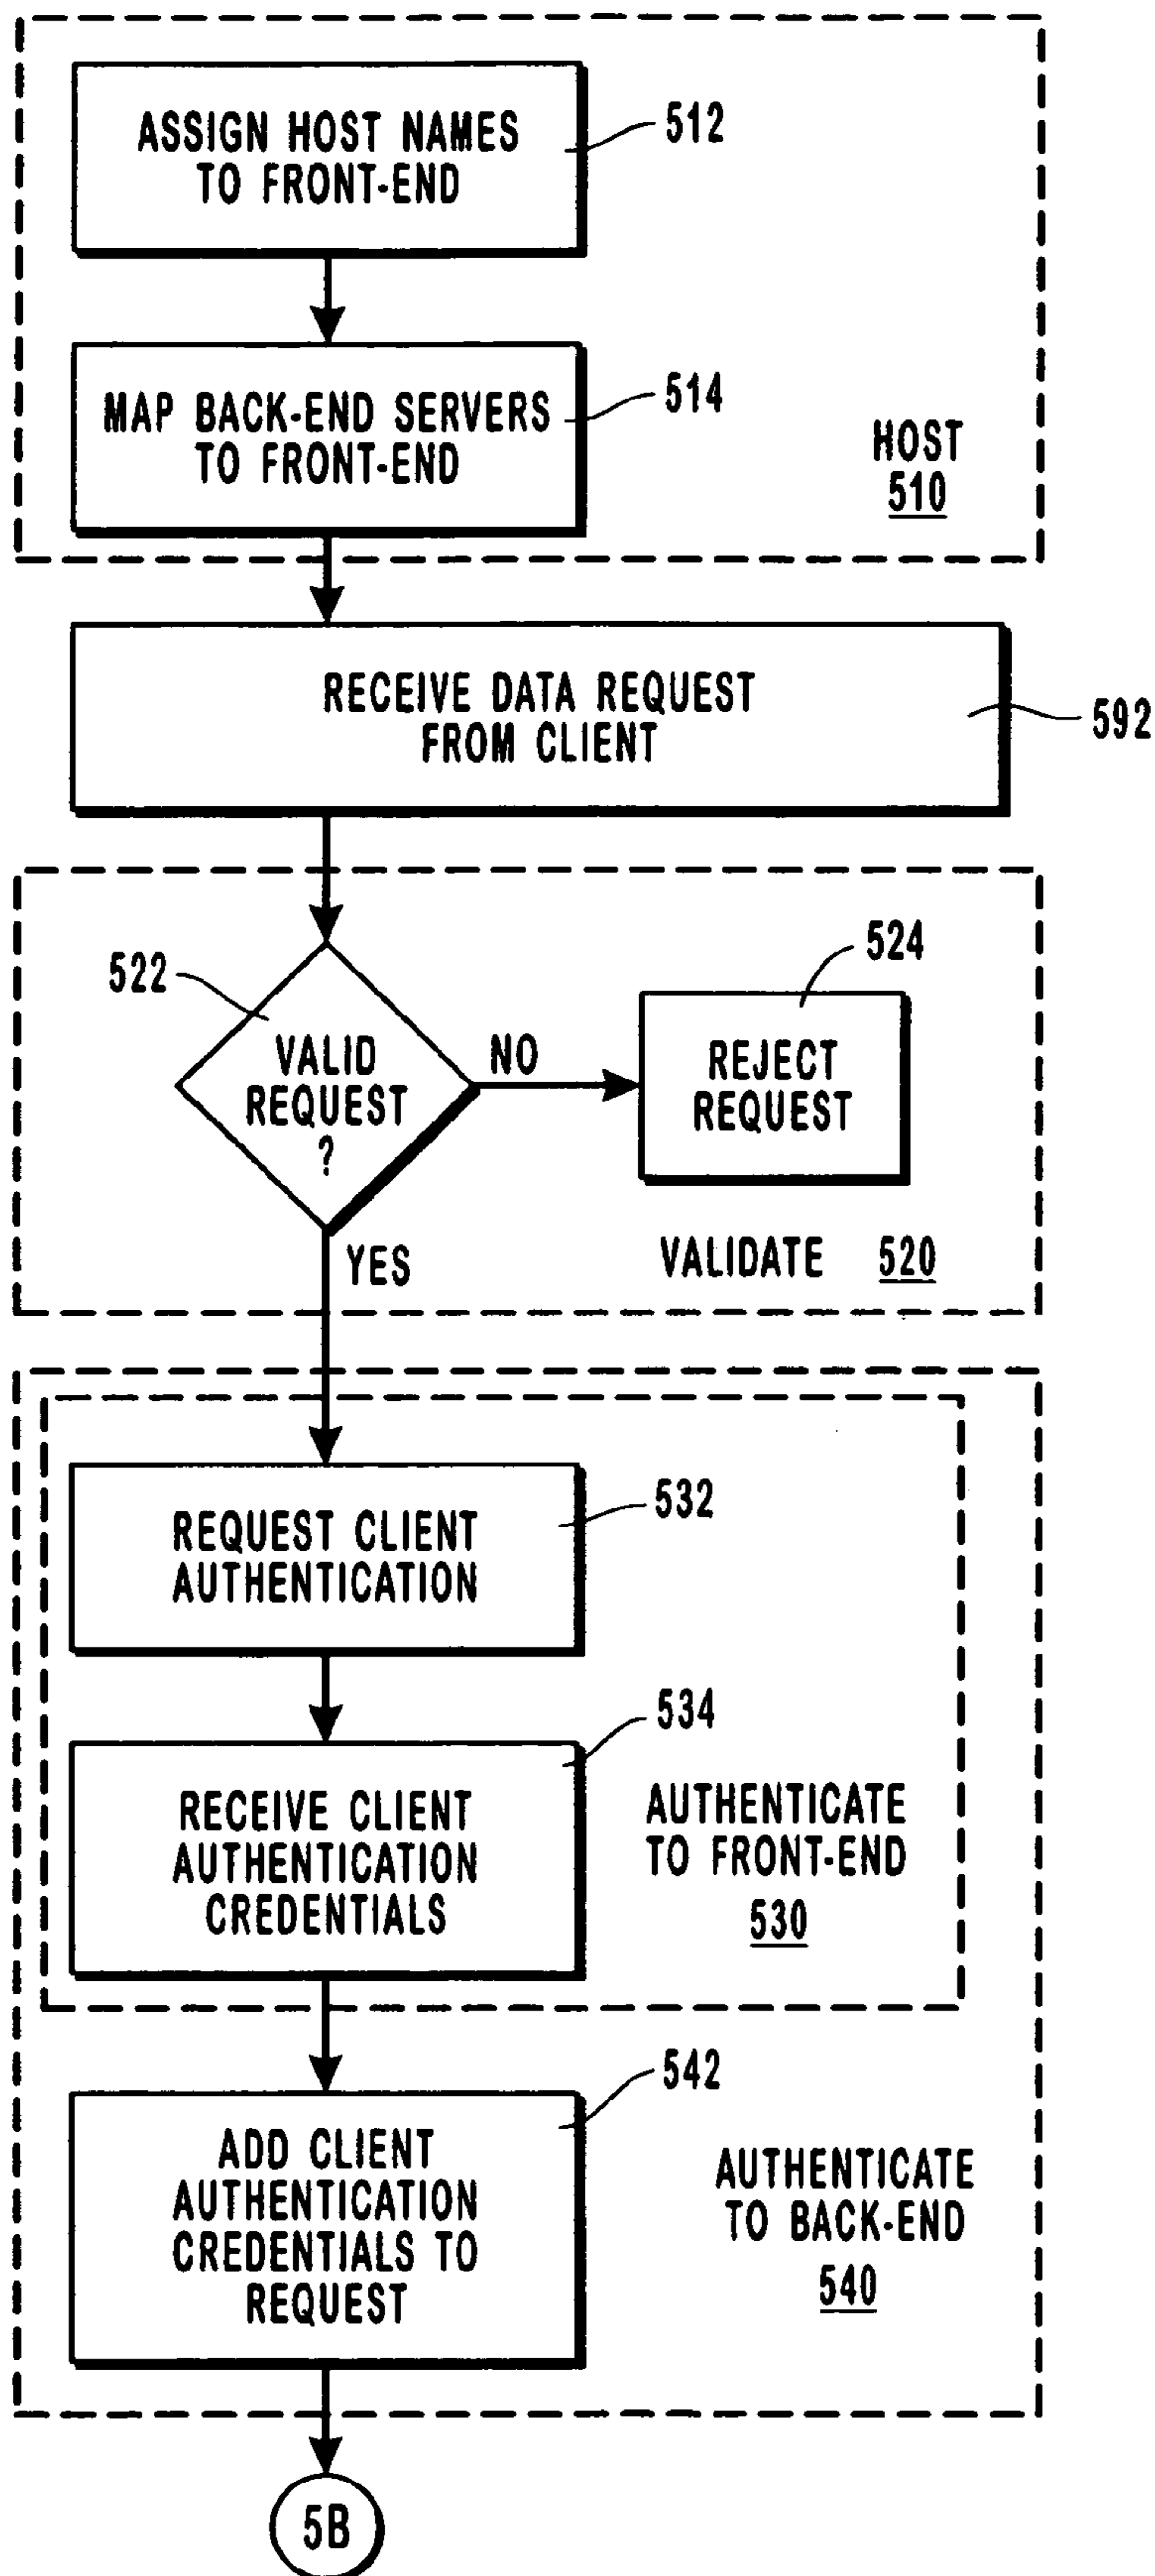 ASSIGN HOST NAMES
TO FRONT-END
512
MAP BACK-END SERVERS
TO FRONT-END
514
HOST
510
RECEIVE DATA REQUEST
FROM CLIENT
592
522
VALID
REQUEST
?
NO
524
REJECT
REQUEST
YES
VALIDATE 520
REQUEST CLIENT
AUTHENTICATION
532
534
RECEIVE CLIENT
AUTHENTICATION
CREDENTIALS
AUTHENTICATE
TO FRONT-END
530
542
ADD CLIENT
AUTHENTICATION
CREDENTIALS TO
REQUEST
AUTHENTICATE
TO BACK-END
540
5B